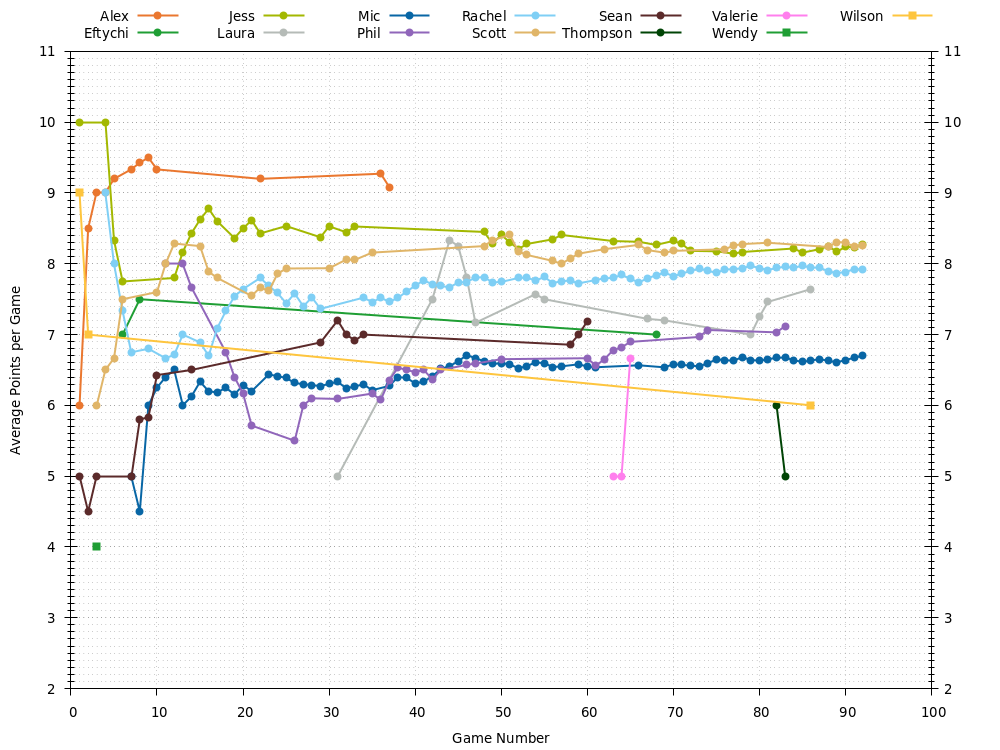 Alex Jess Mic Rachel Sean Valerie Wilson
Eftychi Laura Phil Scott Thompson Wendy
11 11
10 10
9 9
8 8
7 7
6 6
5 5
4 4
3 3
2 2
Average Points per Game
0 10 20 30 40 50 60 70 80 90 100
Game Number